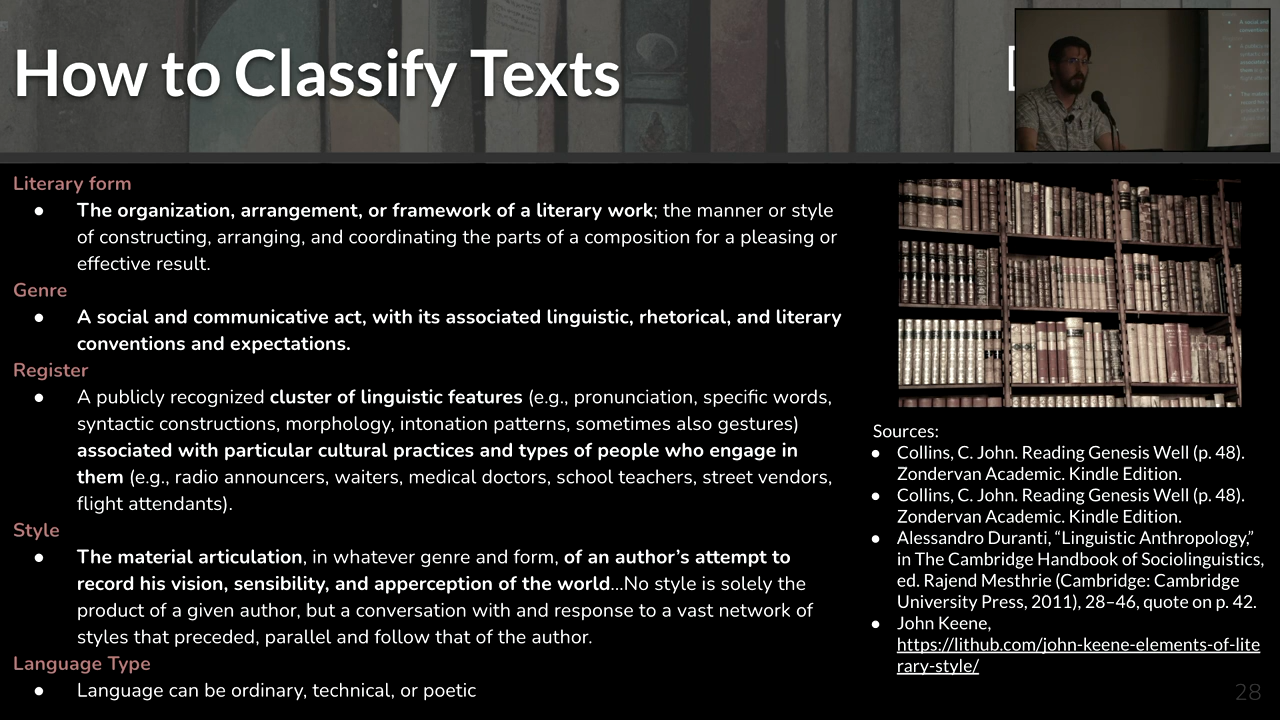 How to Classify Texts
Literary form
● The organization, arrangement, or framework of a literary work; the manner or style
of constructing, arranging, and coordinating the parts of a composition for a pleasing or
effective result.
Genre
● A social and communicative act, with its associated linguistic, rhetorical, and literary
conventions and expectations.
Register
● A publicly recognized cluster of linguistic features (e.g., pronunciation, specific words,
syntactic constructions, morphology, intonation patterns, sometimes also gestures)
associated with particular cultural practices and types of people who engage in
them (e.g., radio announcers, waiters, medical doctors, school teachers, street vendors,
flight attendants).
Style
● The material articulation, in whatever genre and form, of an author’s attempt to
record his vision, sensibility, and apperception of the world...No style is solely the
product of a given author, but a conversation with and response to a vast network of
styles that preceded, parallel and follow that of the author.
Language Type
● Language can be ordinary, technical, or poetic
Sources:
● Collins, C. John. Reading Genesis Well (p. 48).
Zondervan Academic. Kindle Edition.
● Collins, C. John. Reading Genesis Well (p. 48).
Zondervan Academic. Kindle Edition.
● Alessandro Duranti, “Linguistic Anthropology,”
in The Cambridge Handbook of Sociolinguistics,
ed. Rajend Mesthrie (Cambridge: Cambridge
University Press, 2011), 28–46, quote on p. 42.
● John Keene,
https://lithub.com/john-keene-elements-of-lite
rary-style/
28